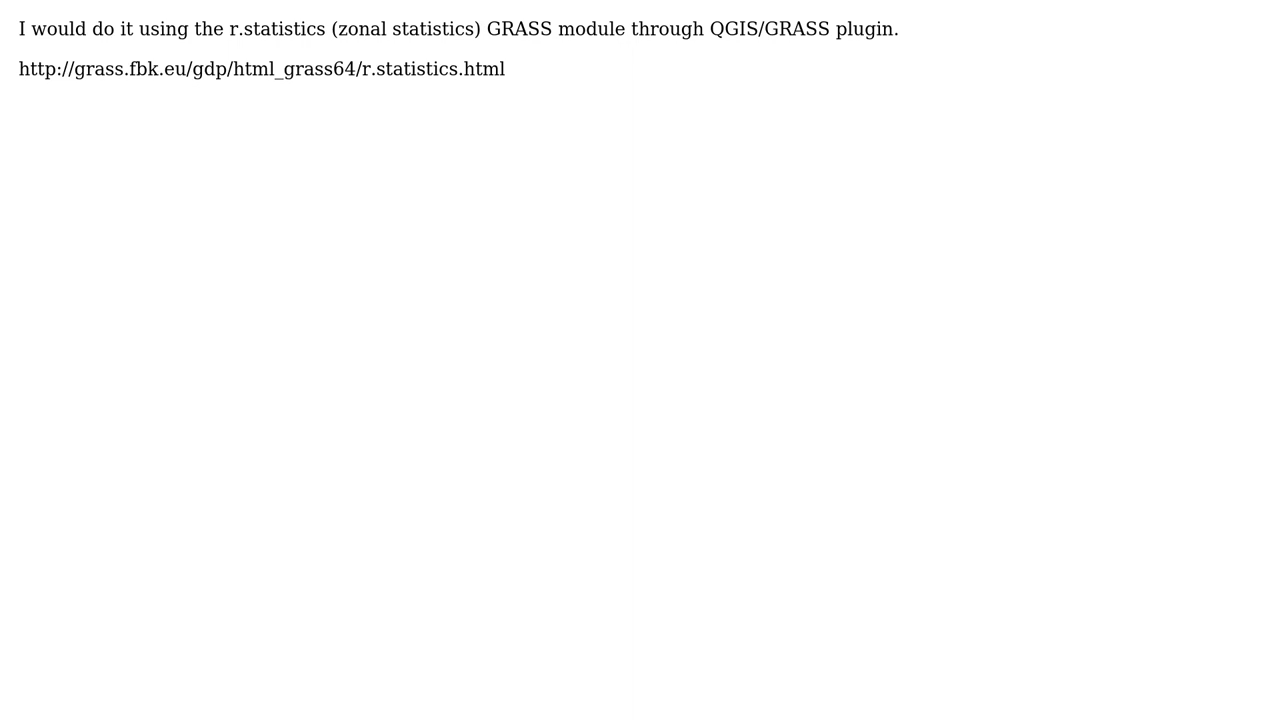 I would do it using the r.statistics (zonal statistics) GRASS module through QGIS/GRASS plugin.
http://grass.fbk.eu/gdp/html_grass64/r.statistics.html